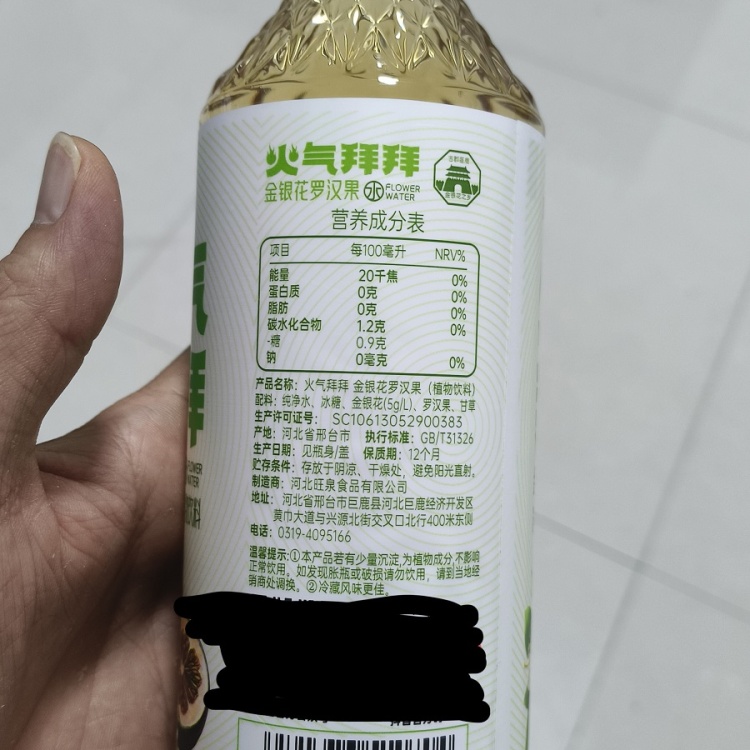 火气拜拜
金银花罗汉果 水 FLOWER WATER
营养成分表
项目 每100毫升 NRV%
能量 20千焦 0%
蛋白质 0克 0%
脂肪 0克 0%
碳水化合物 1.2克 0%
-糖 0.9克
钠 0毫克 0%
产品名称：火气拜拜 金银花罗汉果（植物饮料）
配料：纯净水、冰糖、金银花(5g/L)、罗汉果、甘草
生产许可证号：SC10613052900383
产地：河北省邢台市 执行标准：GB/T31326
生产日期：见瓶身/盖 保质期：12个月
贮存条件：存放于阴凉、干燥处，避免阳光直射。
制造商：河北旺泉食品有限公司
地址：河北省邢台市巨鹿县河北巨鹿经济开发区
黄巾大道与兴源北街交叉口北行400米东侧
电话：0319-4095166
温馨提示:①本产品若有少量沉淀,为植物成分,不影响
正常饮用。如发现胀瓶或破损请勿饮用，请到当地经
销商处调换。②冷藏风味更佳。
气
拜
FLOWER
WATER
饮料